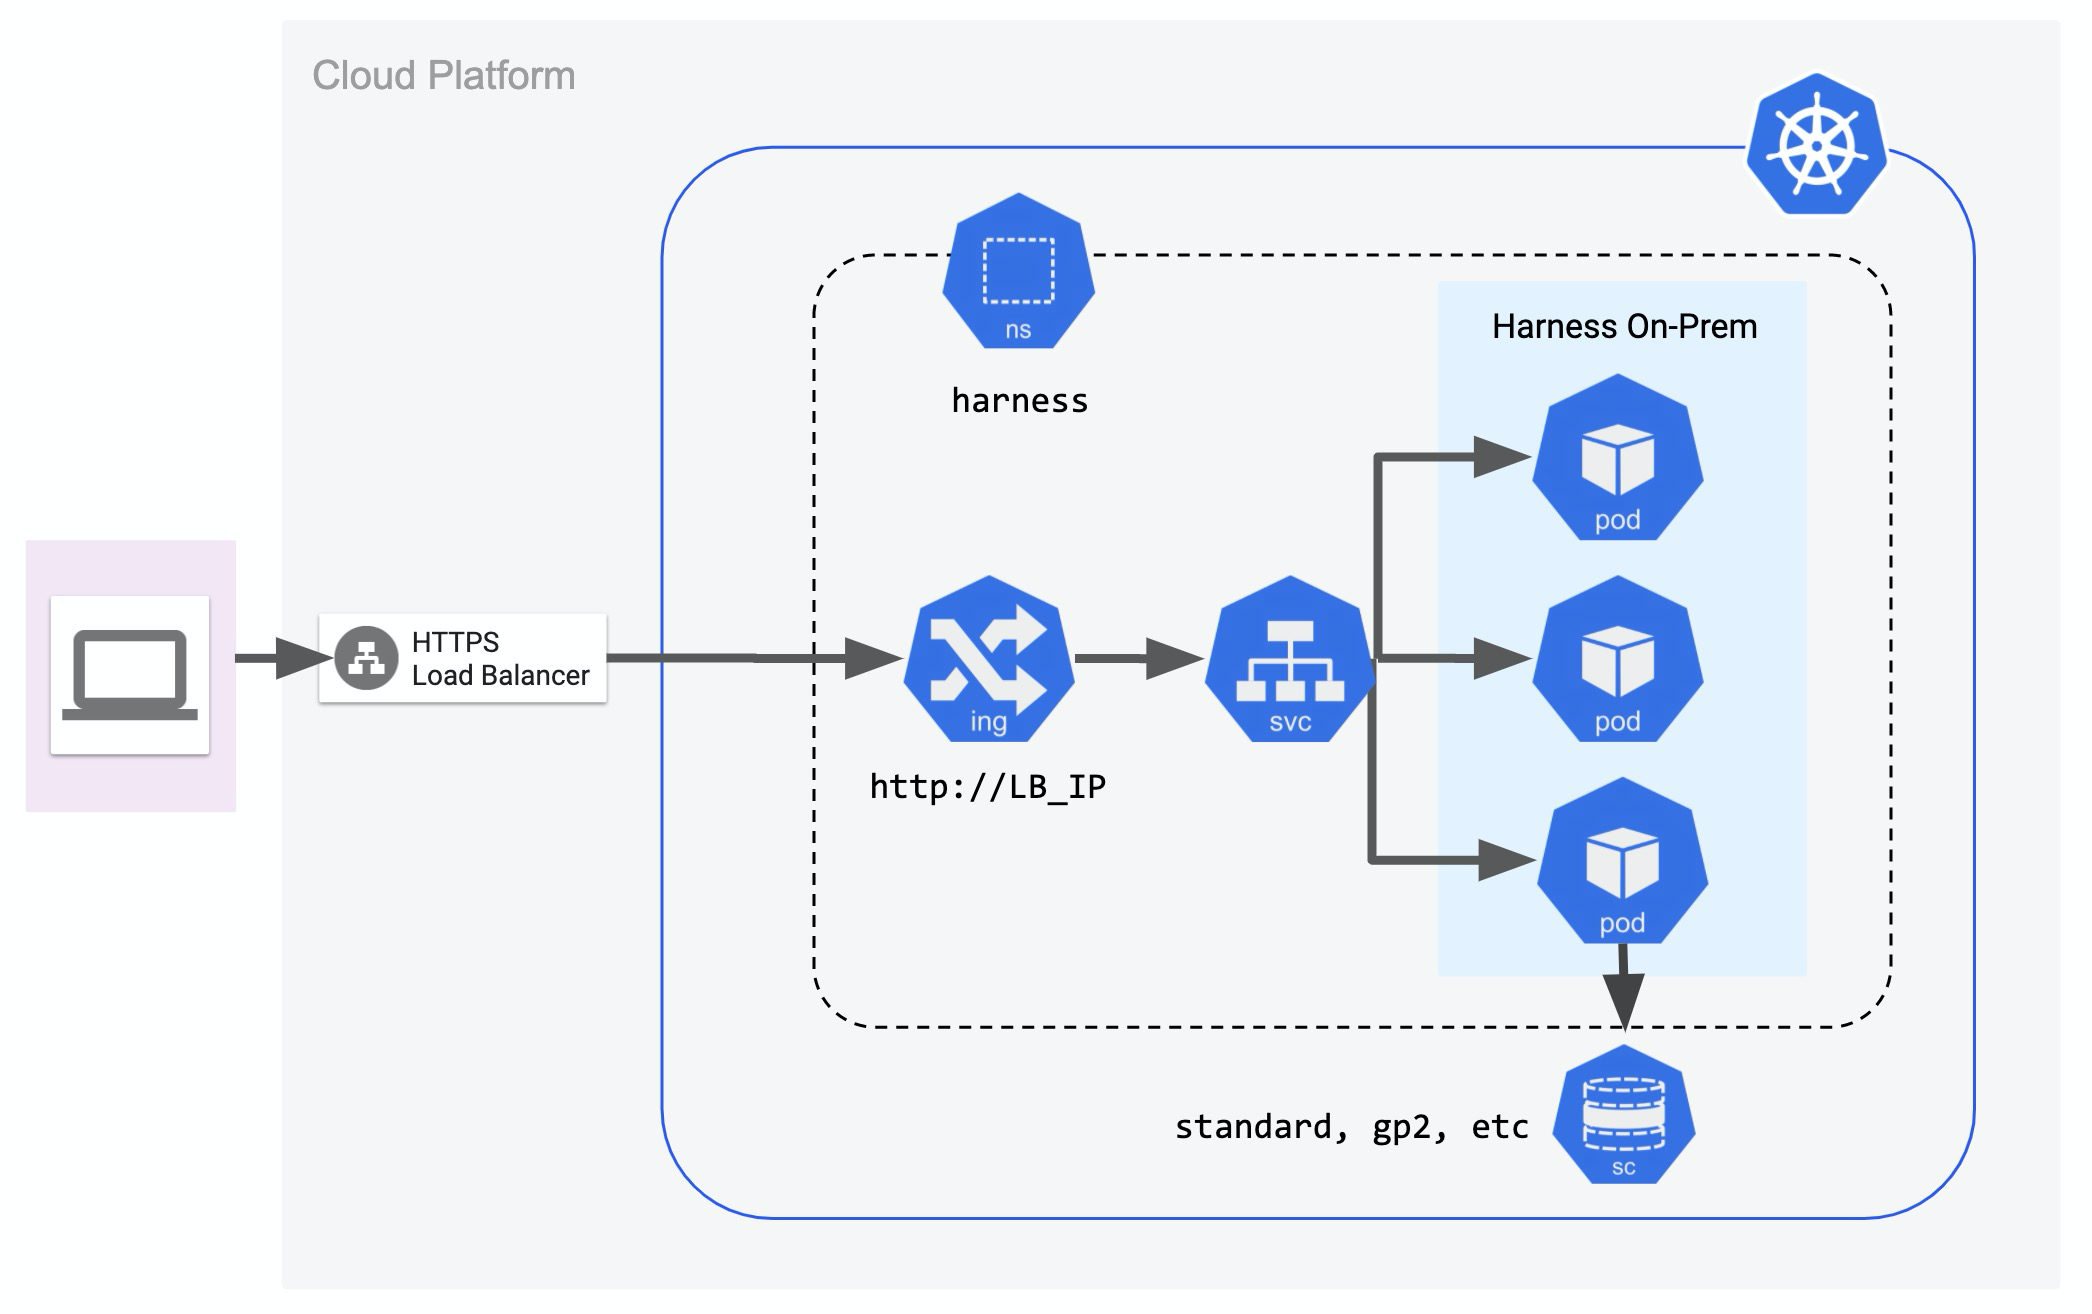 Cloud Platform
ns
harness
Harness On-Prem
pod
HTTPS
Load Balancer
ing
svc
pod
http://LB_IP
pod
standard, gp2, etc
sc